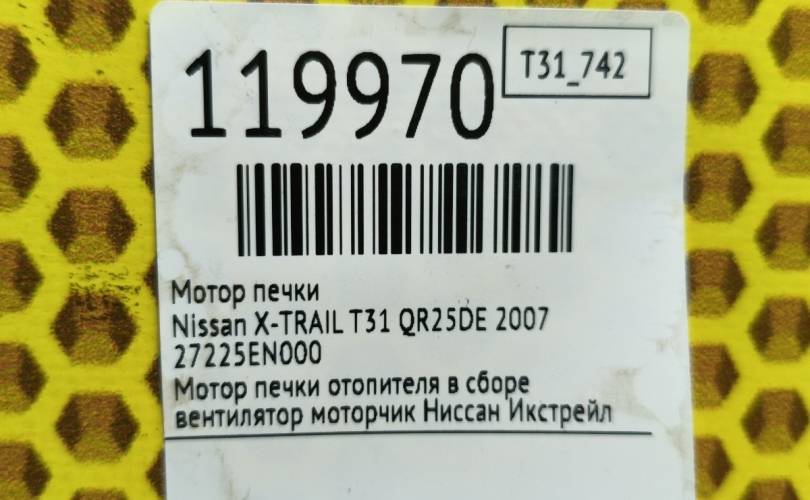 119970
T31_742
Мотор печки
Nissan X-TRAIL T31 QR25DE 2007
27225EN000
Мотор печки отопителя в сборе
вентилятор моторчик Ниссан Икстрейл